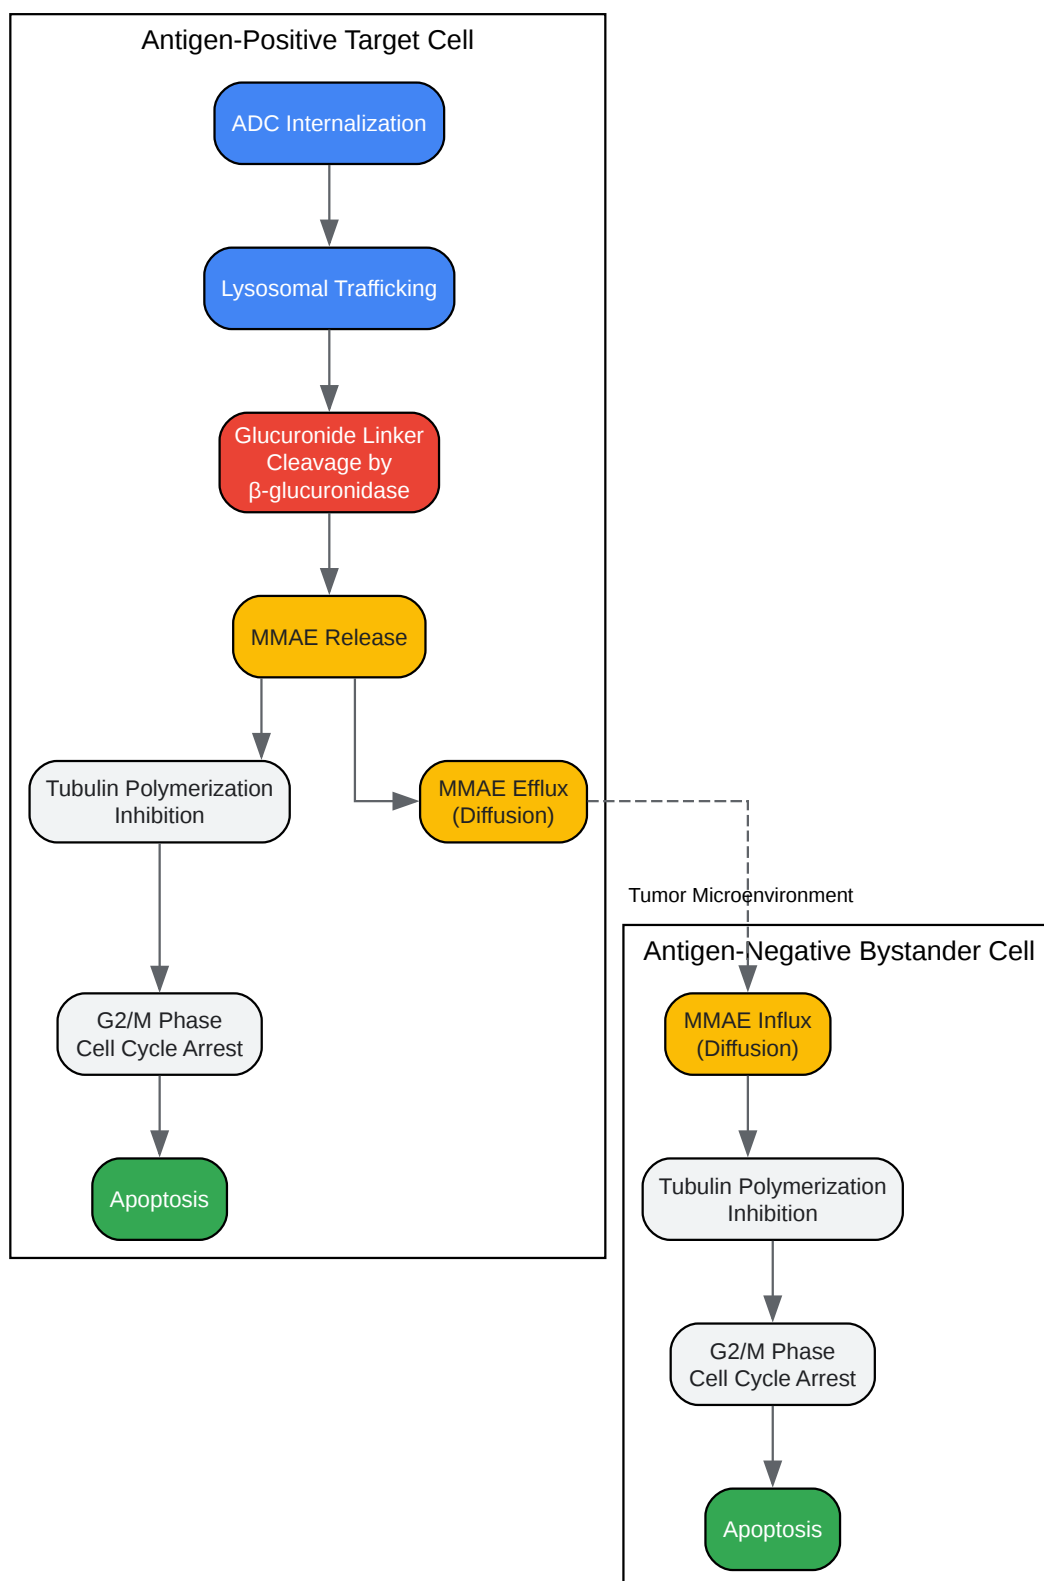 Antigen-Positive Target Cell
ADC Internalization
Lysosomal Trafficking
Glucuronide Linker
Cleavage by
β-glucuronidase
MMAE Release
Tubulin Polymerization
Inhibition
MMAE Efflux
(Diffusion)
G2/M Phase
Cell Cycle Arrest
Apoptosis
Tumor Microenvironment
Antigen-Negative Bystander Cell
MMAE Influx
(Diffusion)
Tubulin Polymerization
Inhibition
G2/M Phase
Cell Cycle Arrest
Apoptosis